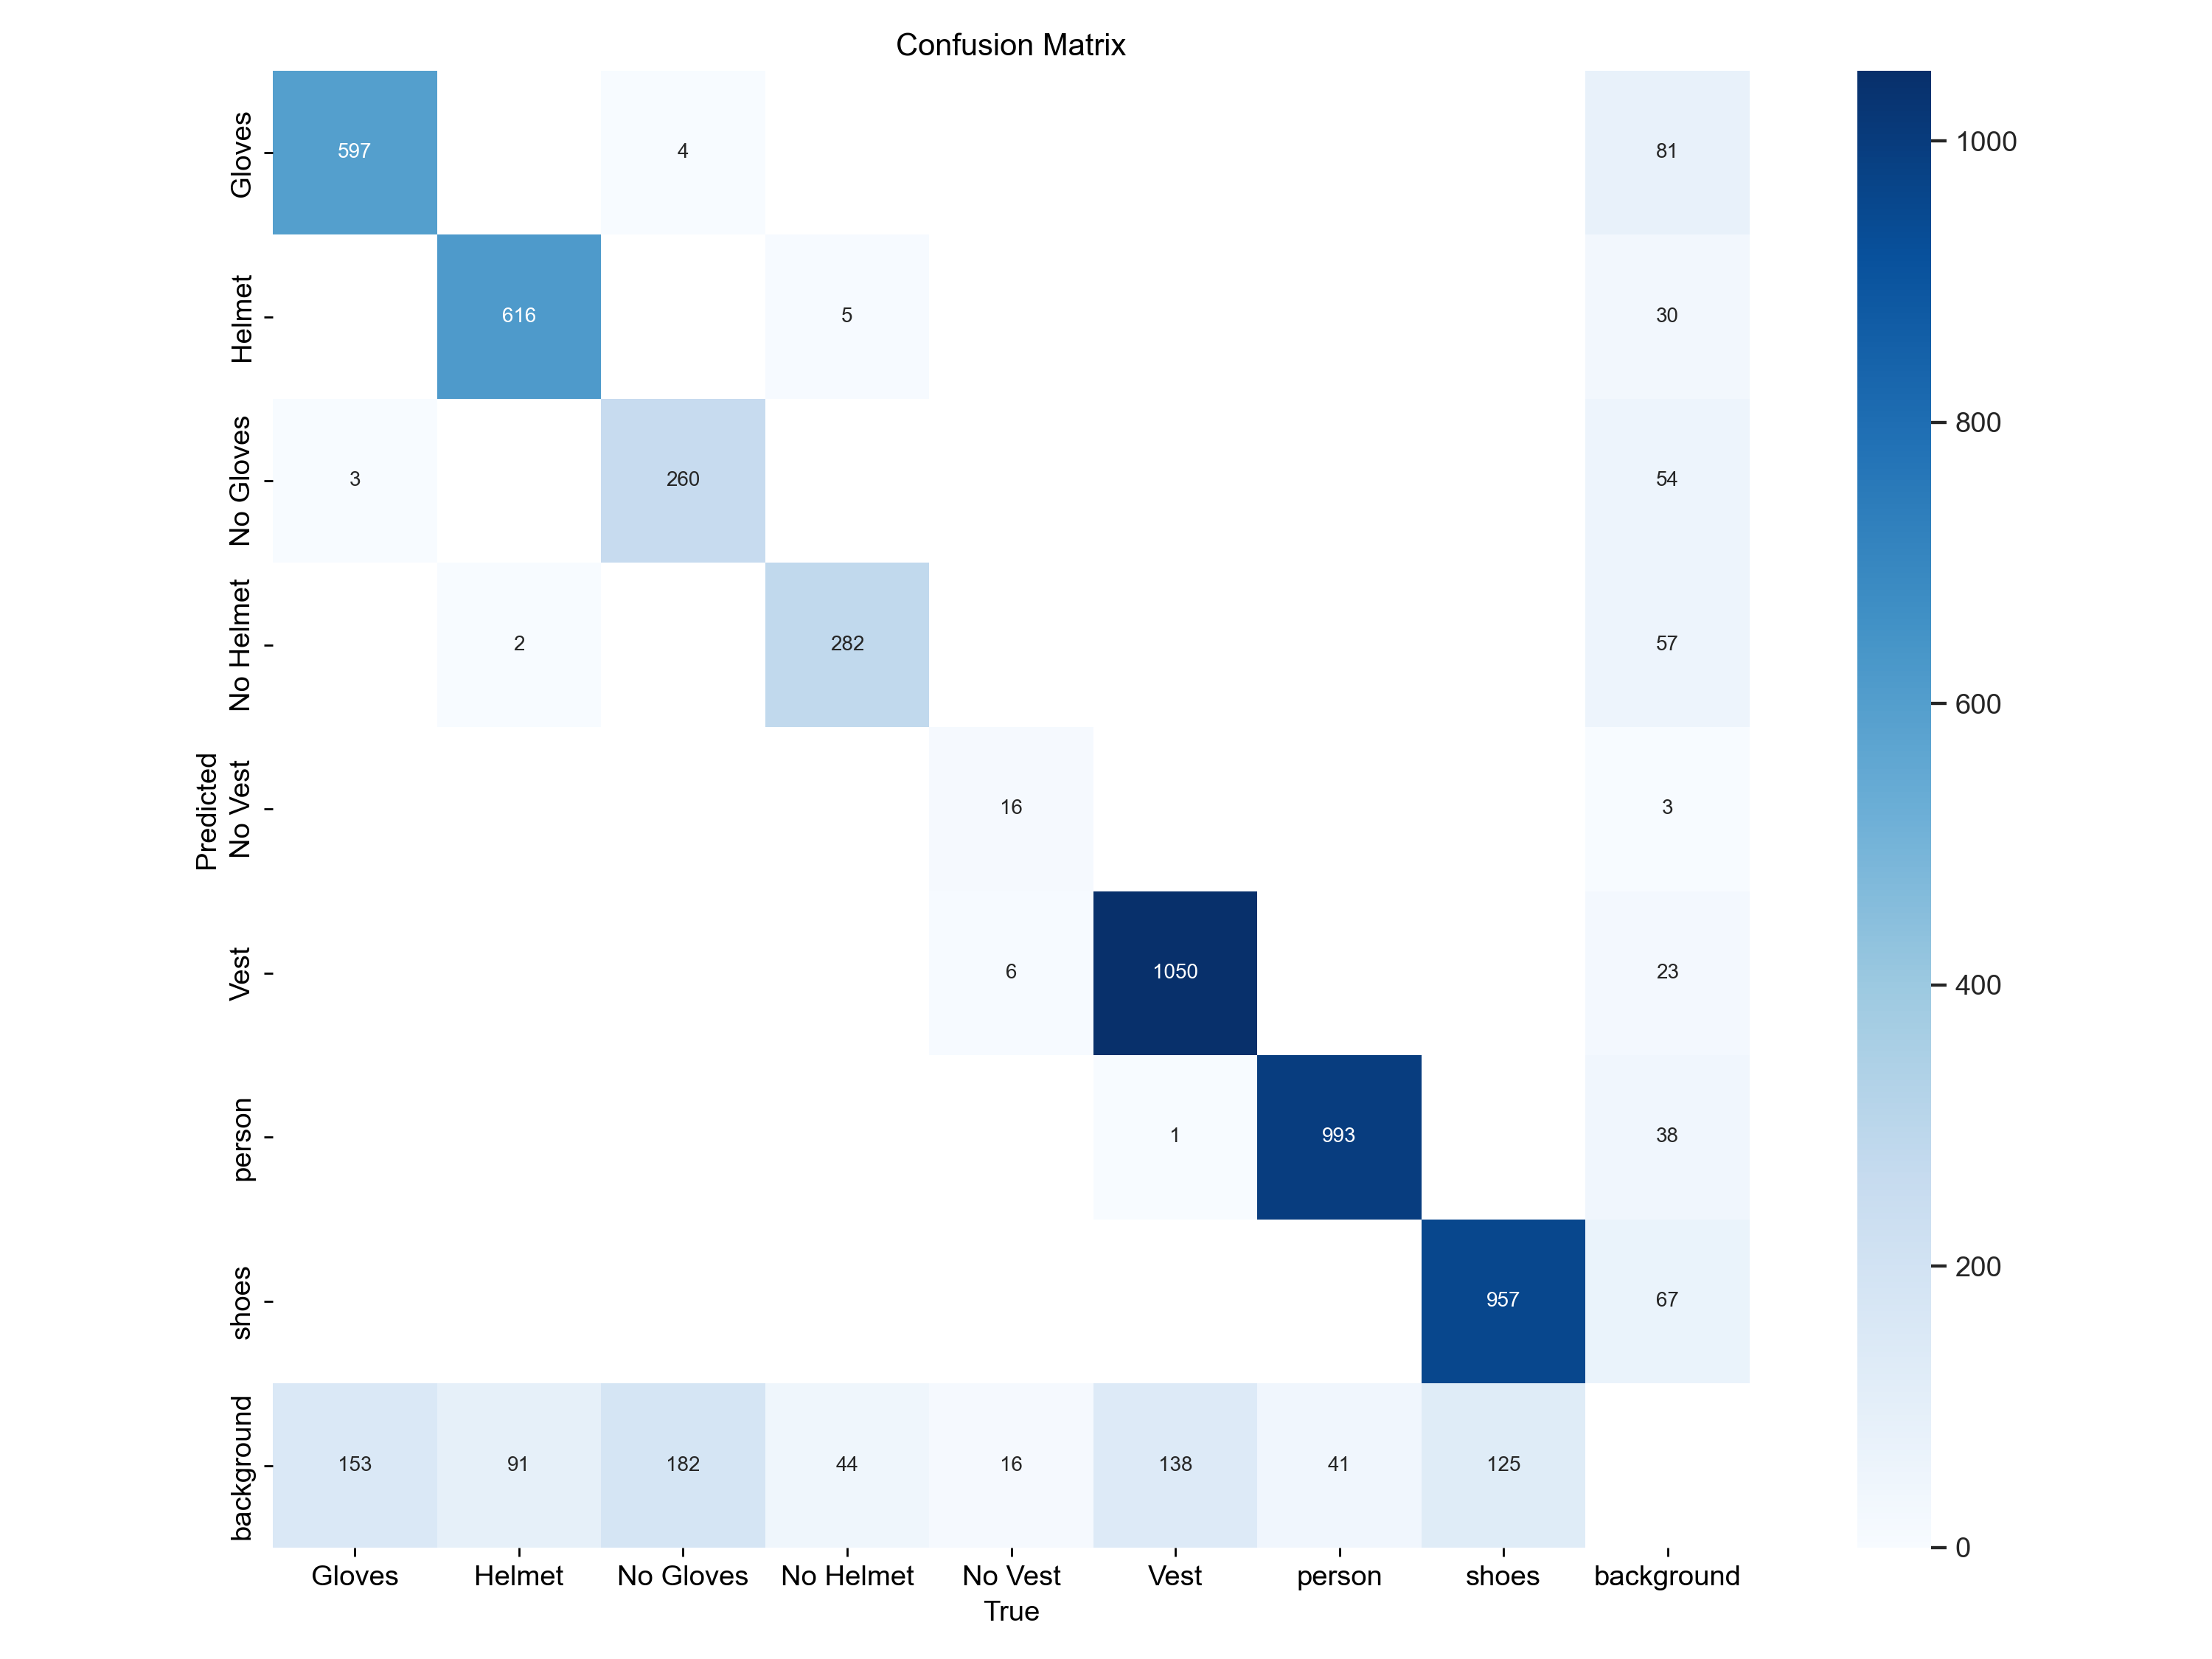 Confusion Matrix
Gloves 597 4 81
Helmet 616 5 30
No Gloves 3 260 54
No Helmet 2 282 57
Predicted
No Vest 16 3
Vest 6 1050 23
person 1 993 38
shoes 957 67
background 153 91 182 44 16 138 41 125
Gloves Helmet No Gloves No Helmet No Vest Vest person shoes background
True
1000
800
600
400
200
0